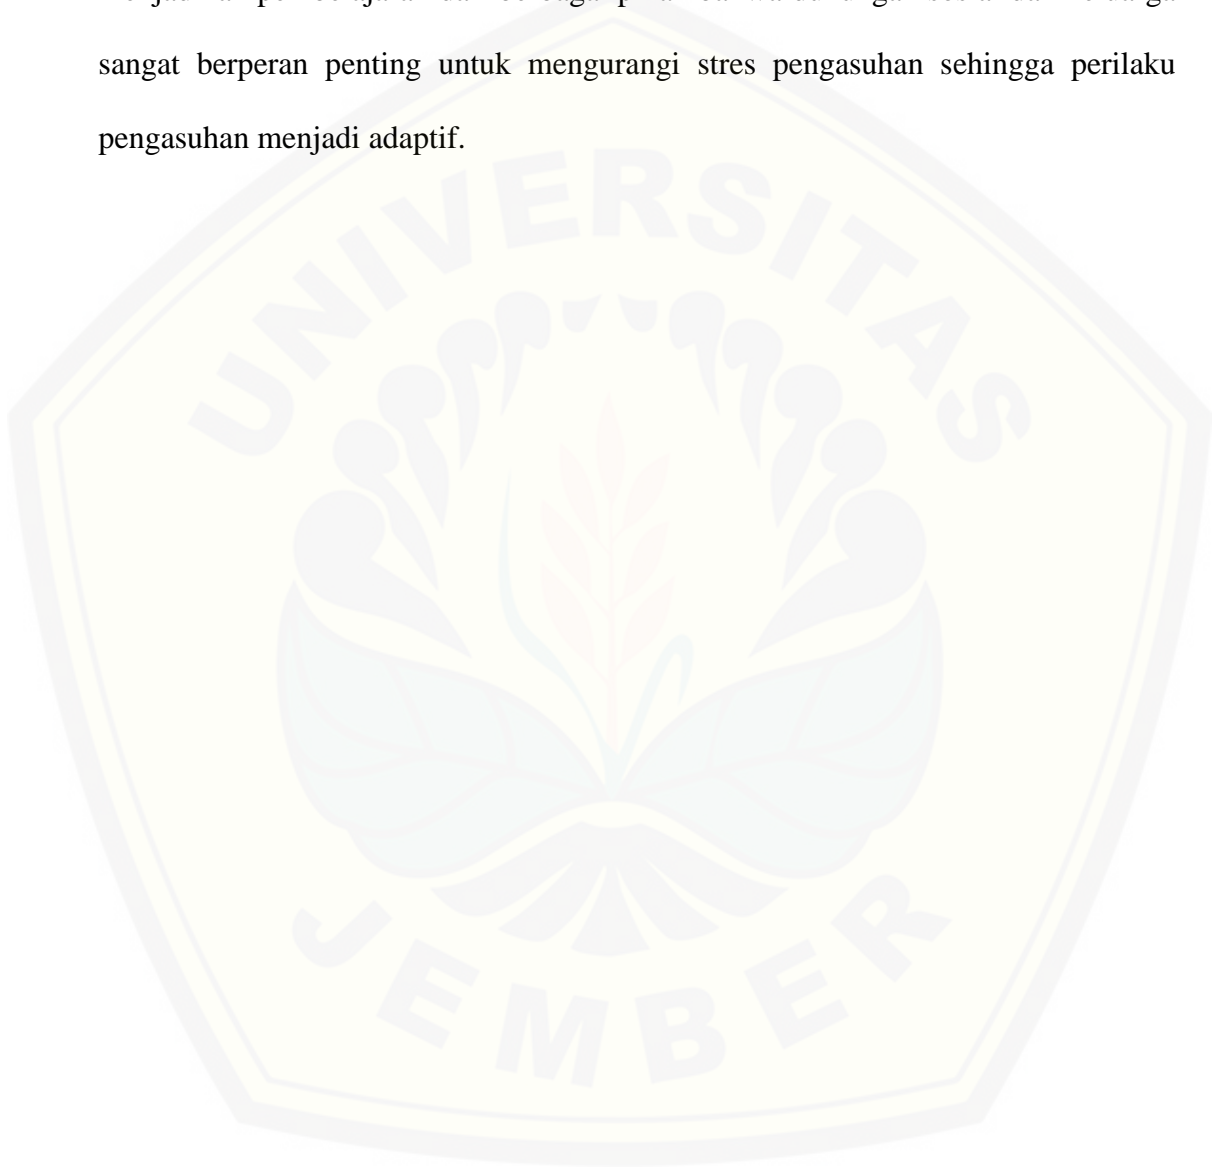 sangat berperan penting untuk mengurangi stres pengasuhan sehingga perilaku
pengasuhan menjadi adaptif.
UNIVERSITAS
JEMBER